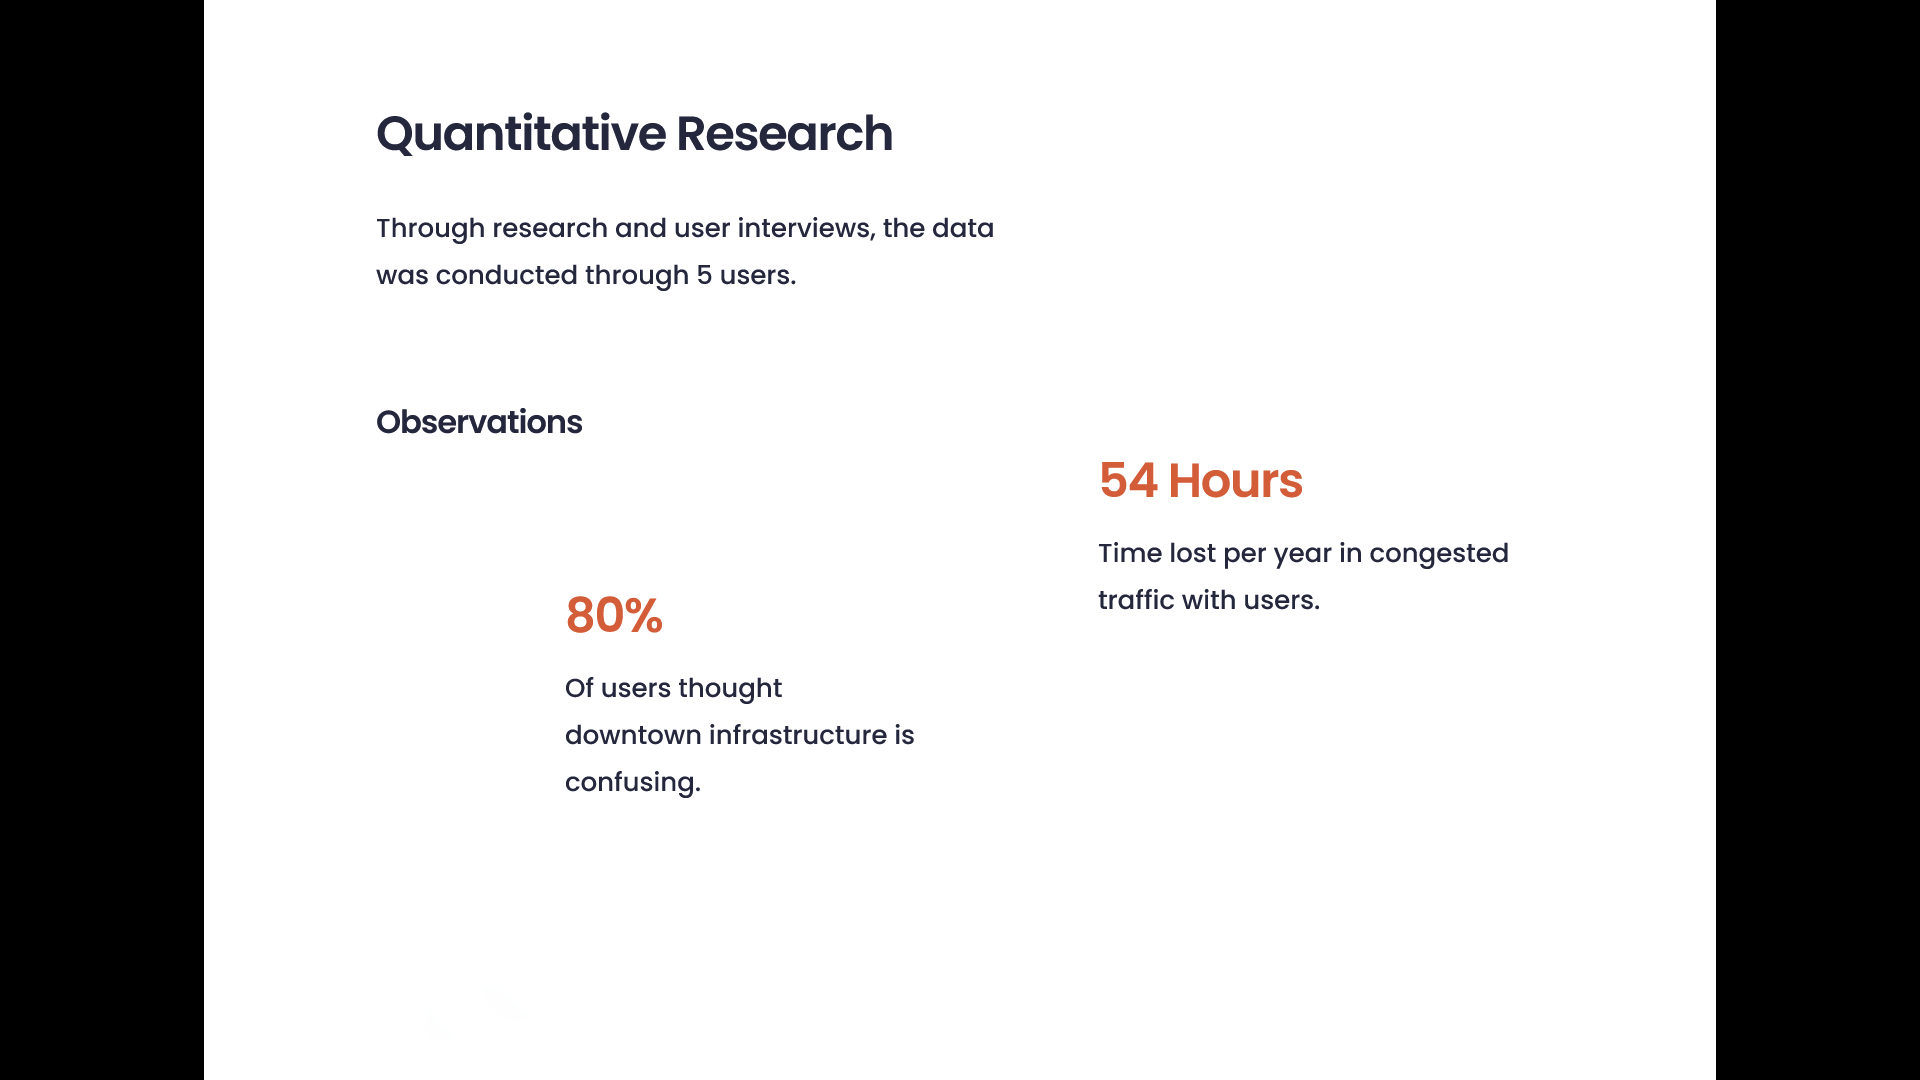 Quantitative Research
Through research and user interviews, the data
was conducted through 5 users.
Observations
54 Hours
Time lost per year in congested
traffic with users.
80%
Of users thought
downtown infrastructure is
confusing.